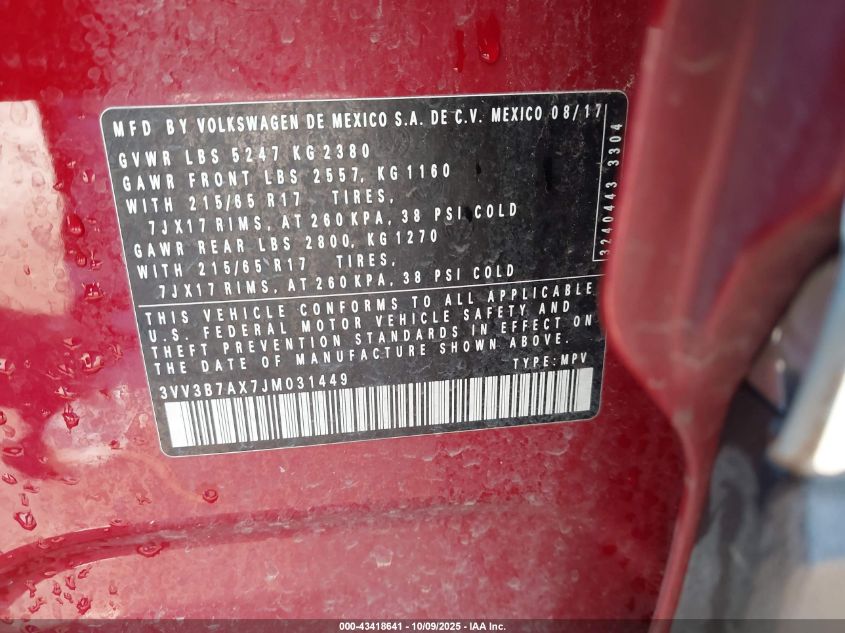 MFD BY VOLKSWAGEN DE MEXICO S.A. DE C.V. MEXICO 08/17
GVWR LBS 5247 KG 2380
GAWR FRONT LBS 2557, KG 1160
WITH 215/65 R17 TIRES,
7JX17 RIMS, AT 260 KPA, 38 PSI COLD
GAWR REAR LBS 2800, KG 1270
WITH 215/65 R17 TIRES,
7JX17 RIMS, AT 260 KPA, 38 PSI COLD
3240443 3304
THIS VEHICLE CONFORMS TO ALL APPLICABLE
U.S. FEDERAL MOTOR VEHICLE SAFETY AND
THEFT PREVENTION STANDARDS IN EFFECT ON
THE DATE OF MANUFACTURE SHOWN ABOVE.
3VV3B7AX7JM031449 TYPE: MPV
000-43418641 - 10/09/2025 - IAA Inc.